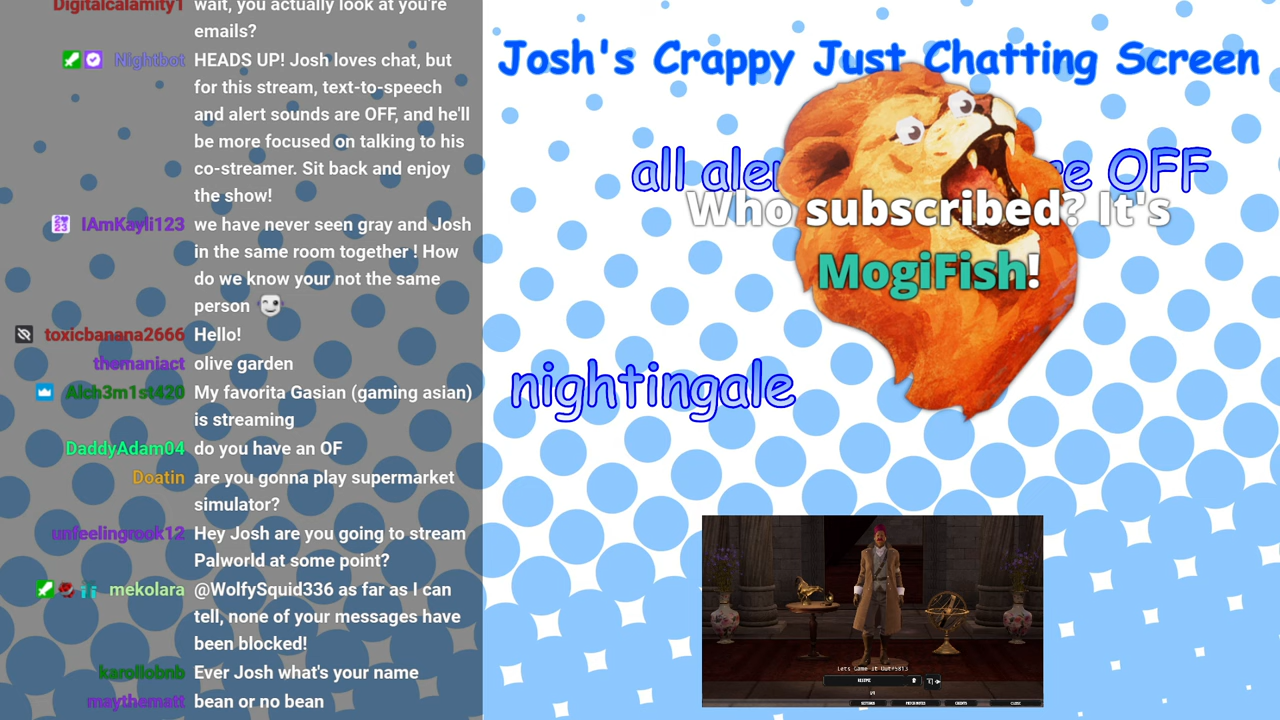 Digitalcalamity1 wait, you actually look at you're
emails?
Nightbot HEADS UP! Josh loves chat, but
for this stream, text-to-speech
and alert sounds are OFF, and he'll
be more focused on talking to his
co-streamer. Sit back and enjoy
the show!
IAmKayli123 we have never seen gray and Josh
in the same room together ! How
do we know your not the same
person
toxicbanana2666 Hello!
themaniact olive garden
Alch3m1st420 My favorita Gasian (gaming asian)
is streaming
DaddyAdam04 do you have an OF
Doatin are you gonna play supermarket
simulator?
unfeelingrook12 Hey Josh are you going to stream
Palworld at some point?
mekolara @WolfySquid336 as far as I can
tell, none of your messages have
been blocked!
karollobnb Ever Josh what's your name
maythematt bean or no bean
Josh's Crappy Just Chatting Screen
all OFF
Who subscribed? It's
MogiFish!
nightingale
RESUME
SETTINGS PATCH NOTES CREDITS CLOSE